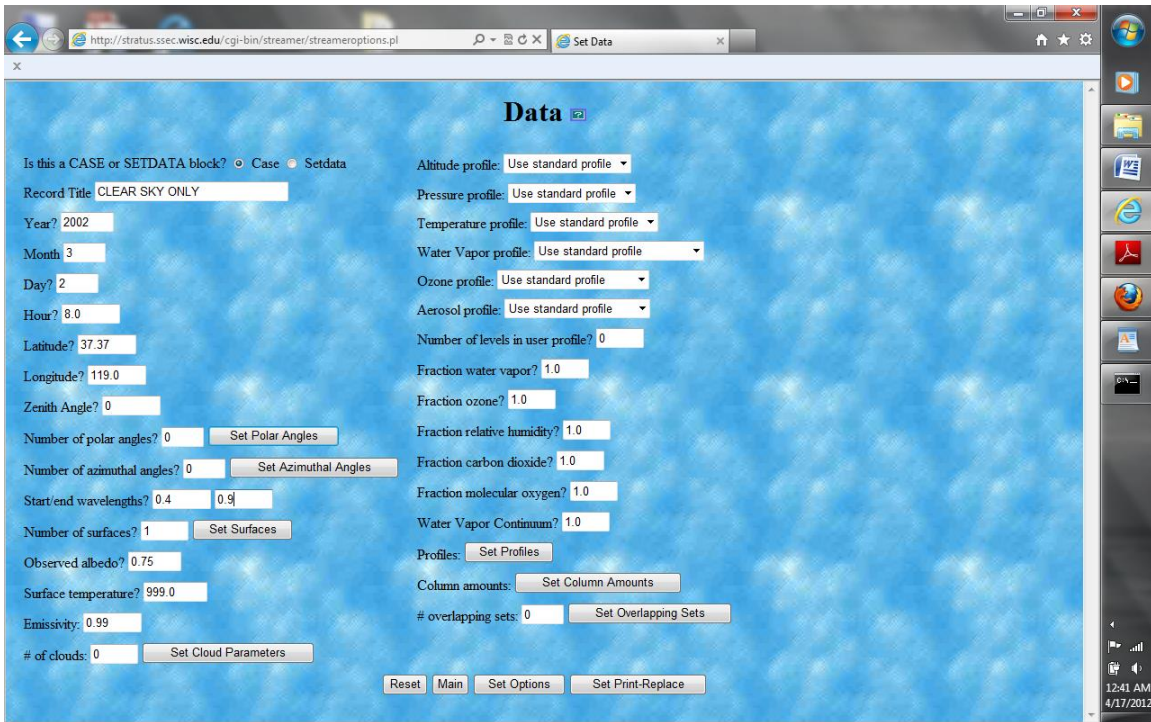 http://stratus.ssec.wisc.edu/cgi-bin/streamer/streameroptions.pl
Set Data
Data
Is this a CASE or SETDATA block? Case Setdata
Record Title CLEAR SKY ONLY
Year? 2002
Month 3
Day? 2
Hour? 8.0
Latitude? 37.37
Longitude? 119.0
Zenith Angle? 0
Number of polar angles? 0 Set Polar Angles
Number of azimuthal angles? 0 Set Azimuthal Angles
Start/end wavelengths? 0.4 0.9
Number of surfaces? 1 Set Surfaces
Observed albedo? 0.75
Surface temperature? 999.0
Emissivity: 0.99
# of clouds: 0 Set Cloud Parameters
Altitude profile: Use standard profile
Pressure profile: Use standard profile
Temperature profile: Use standard profile
Water Vapor profile: Use standard profile
Ozone profile: Use standard profile
Aerosol profile: Use standard profile
Number of levels in user profile? 0
Fraction water vapor? 1.0
Fraction ozone? 1.0
Fraction relative humidity? 1.0
Fraction carbon dioxide? 1.0
Fraction molecular oxygen? 1.0
Water Vapor Continuum? 1.0
Profiles: Set Profiles
Column amounts: Set Column Amounts
# overlapping sets: 0 Set Overlapping Sets
Reset Main Set Options Set Print-Replace
12:41 AM
4/17/2012